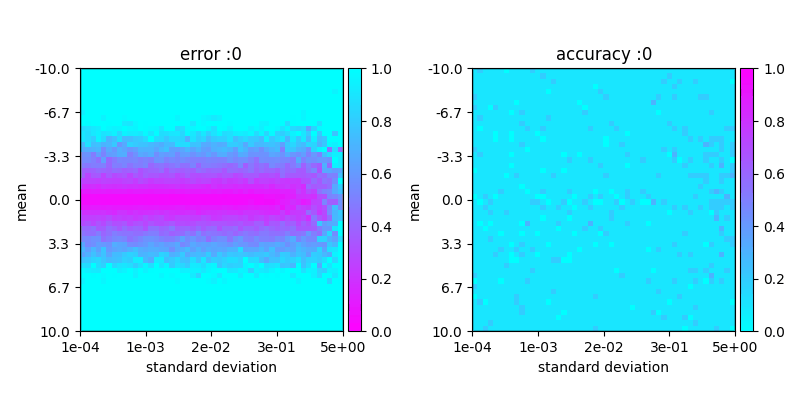 error :0
-10.0
-6.7
-3.3
0.0
3.3
6.7
10.0
mean
1e-04
1e-03
2e-02
3e-01
5e+00
standard deviation
1.0
0.8
0.6
0.4
0.2
0.0
accuracy :0
-10.0
-6.7
-3.3
0.0
3.3
6.7
10.0
mean
1e-04
1e-03
2e-02
3e-01
5e+00
standard deviation
1.0
0.8
0.6
0.4
0.2
0.0